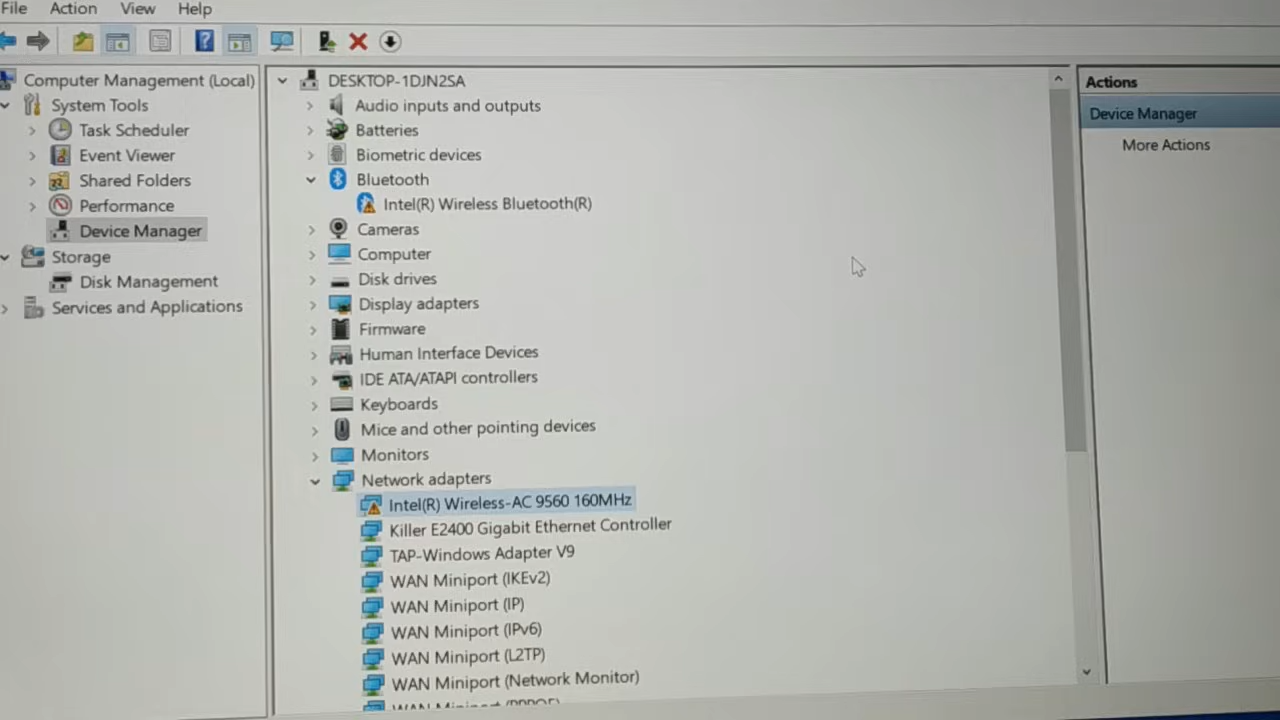 File Action View Help
Computer Management (Local)
System Tools
Task Scheduler
Event Viewer
Shared Folders
Performance
Device Manager
Storage
Disk Management
Services and Applications
DESKTOP-1DJN2SA
Audio inputs and outputs
Batteries
Biometric devices
Bluetooth
Intel(R) Wireless Bluetooth(R)
Cameras
Computer
Disk drives
Display adapters
Firmware
Human Interface Devices
IDE ATA/ATAPI controllers
Keyboards
Mice and other pointing devices
Monitors
Network adapters
Intel(R) Wireless-AC 9560 160MHz
Killer E2400 Gigabit Ethernet Controller
TAP-Windows Adapter V9
WAN Miniport (IKEv2)
WAN Miniport (IP)
WAN Miniport (IPv6)
WAN Miniport (L2TP)
WAN Miniport (Network Monitor)
WAN Miniport (PPPOE)
Actions
Device Manager
More Actions